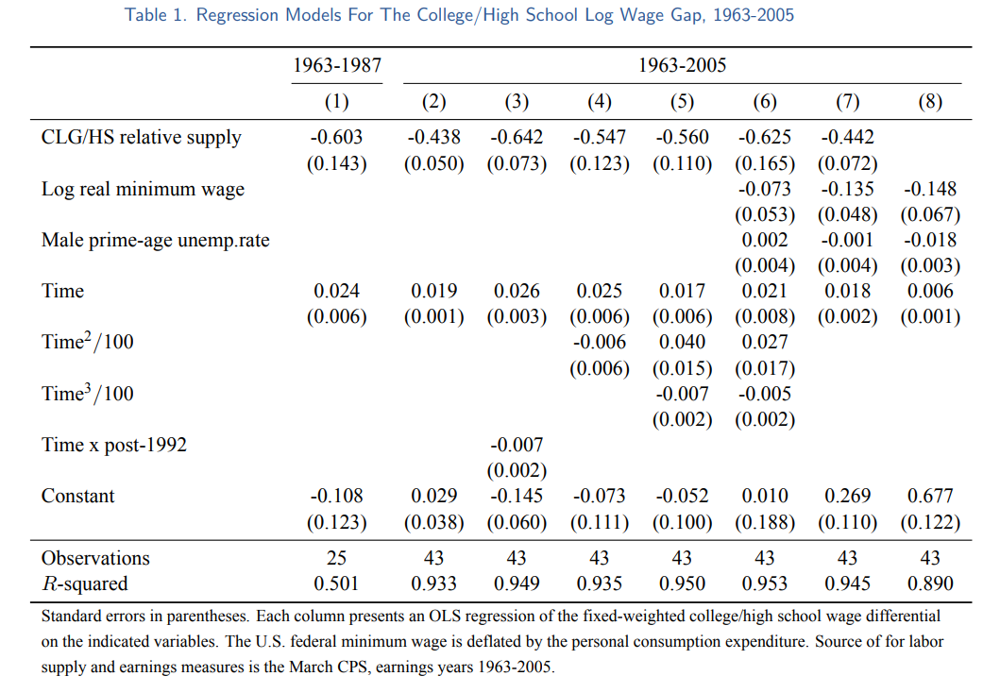 Table 1. Regression Models For The College/High School Log Wage Gap, 1963-2005
1963-1987 1963-2005
(1) (2) (3) (4) (5) (6) (7) (8)
CLG/HS relative supply -0.603 -0.438 -0.642 -0.547 -0.560 -0.625 -0.442
(0.143) (0.050) (0.073) (0.123) (0.110) (0.165) (0.072)
Log real minimum wage -0.073 -0.135 -0.148
(0.053) (0.048) (0.067)
Male prime-age unemp.rate 0.002 -0.001 -0.018
(0.004) (0.004) (0.003)
Time 0.024 0.019 0.026 0.025 0.017 0.021 0.018 0.006
(0.006) (0.001) (0.003) (0.006) (0.006) (0.008) (0.002) (0.001)
Time²/100 -0.006 0.040 0.027
(0.006) (0.015) (0.017)
Time³/100 -0.007 -0.005
(0.002) (0.002)
Time x post-1992 -0.007
(0.002)
Constant -0.108 0.029 -0.145 -0.073 -0.052 0.010 0.269 0.677
(0.123) (0.038) (0.060) (0.111) (0.100) (0.188) (0.110) (0.122)
Observations 25 43 43 43 43 43 43 43
R-squared 0.501 0.933 0.949 0.935 0.950 0.953 0.945 0.890
Standard errors in parentheses. Each column presents an OLS regression of the fixed-weighted college/high school wage differential
on the indicated variables. The U.S. federal minimum wage is deflated by the personal consumption expenditure. Source of for labor
supply and earnings measures is the March CPS, earnings years 1963-2005.